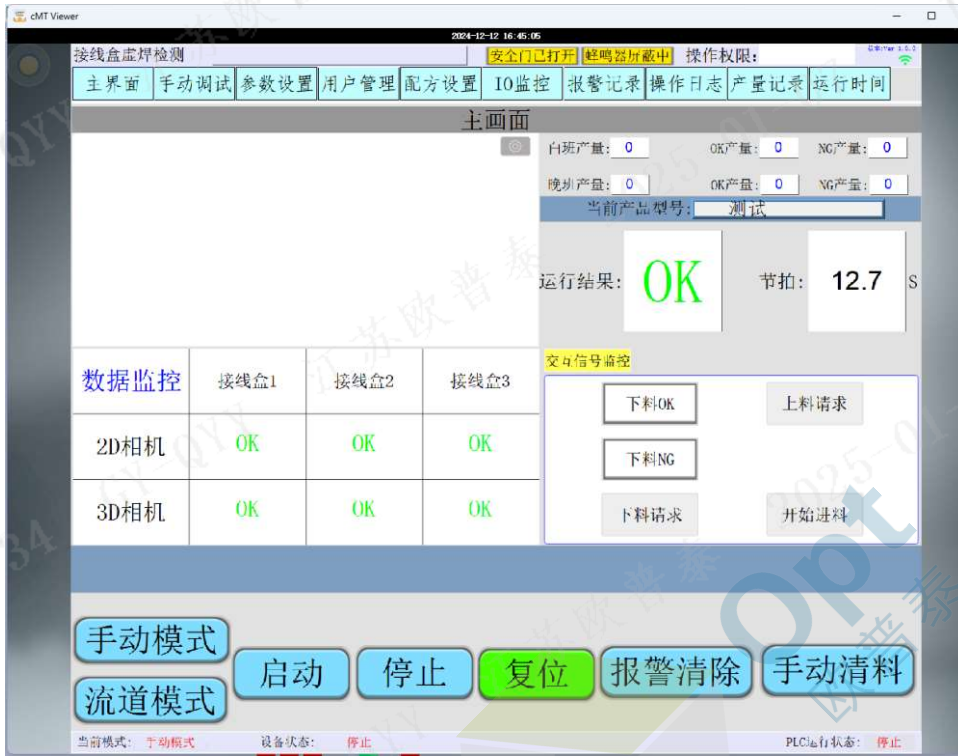 cMT Viewer
2024-12-12 16:45:05
接线盒虚焊检测 安全门已打开 蜂鸣器屏蔽中 操作权限:
主界面 手动调试 参数设置 用户管理 配方设置 IO监控 报警记录 操作日志 产量记录 运行时间
主画面
白班产量: 0 OK产量: 0 NG产量: 0
晚班产量: 0 OK产量: 0 NG产量: 0
当前产品型号: 测试
运行结果: OK 节拍: 12.7 S
交互信号监控
数据监控 接线盒1 接线盒2 接线盒3
2D相机 OK OK OK
3D相机 OK OK OK
下料OK 上料请求
下料NG
下料请求 开始进料
手动模式
启动 停止 复位 报警清除 手动清料
流道模式
当前模式: 手动模式 设备状态: 停止 PLC运行状态: 停止
江苏欧普泰
GY-QYY
Opt
欧普泰